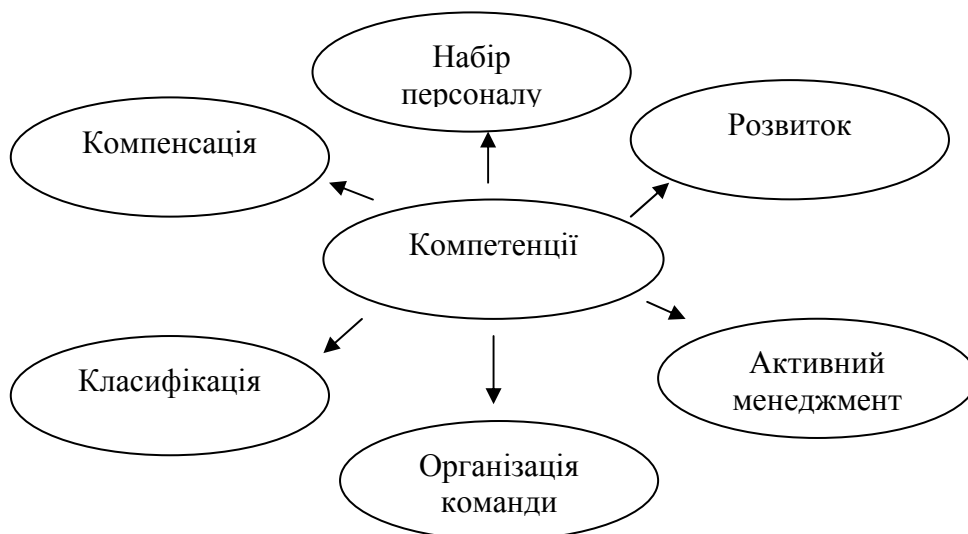 Набір
персоналу
Розвиток
Компенсація
Компетенції
Активний
менеджмент
Класифікація
Організація
команди